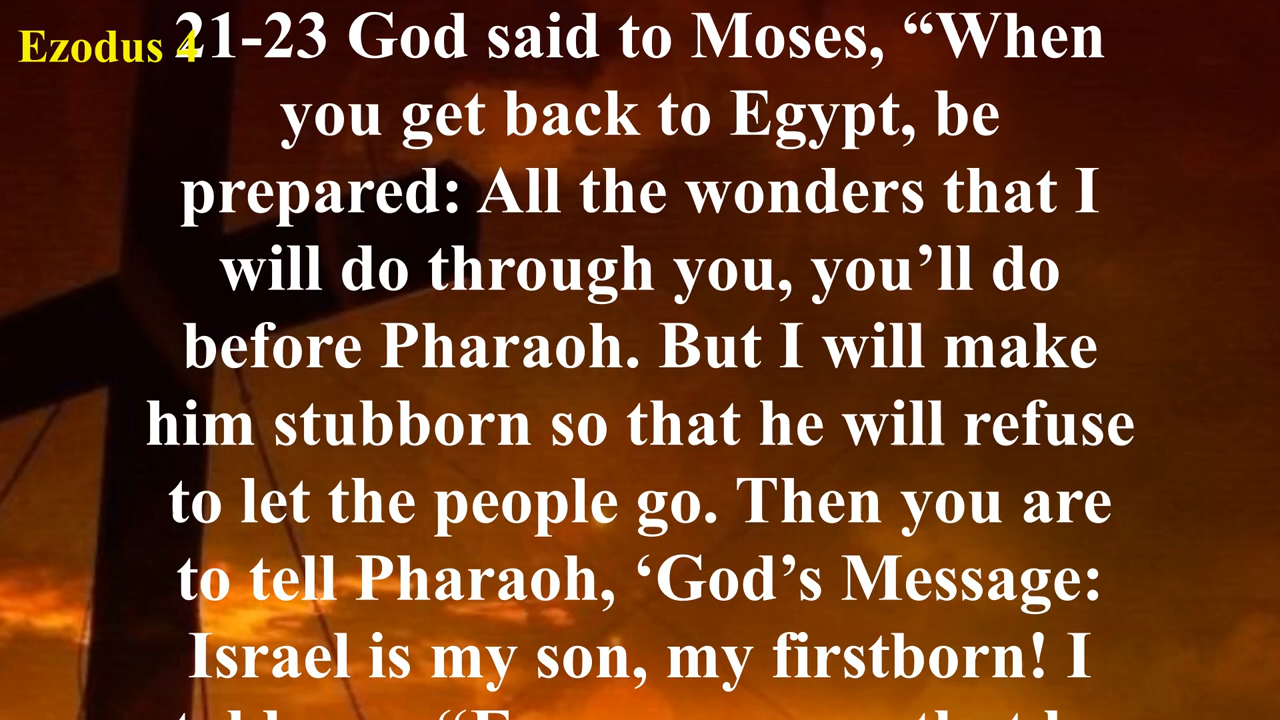 Ezodus 4
21-23 God said to Moses, “When
you get back to Egypt, be
prepared: All the wonders that I
will do through you, you’ll do
before Pharaoh. But I will make
him stubborn so that he will refuse
to let the people go. Then you are
to tell Pharaoh, ‘God’s Message:
Israel is my son, my firstborn! I